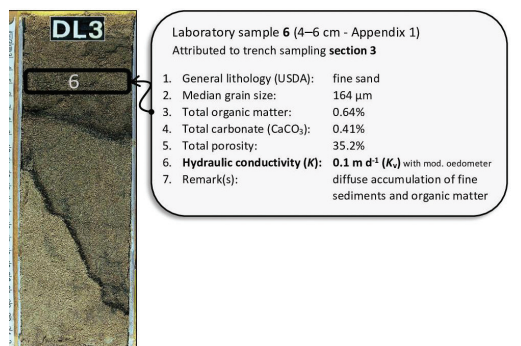 DL3
6
Laboratory sample 6 (4–6 cm - Appendix 1)
Attributed to trench sampling section 3
1. General lithology (USDA): fine sand
2. Median grain size: 164 µm
3. Total organic matter: 0.64%
4. Total carbonate (CaCO₃): 0.41%
5. Total porosity: 35.2%
6. Hydraulic conductivity (K): 0.1 m d⁻¹ (Kᵥ) with mod. oedometer
7. Remark(s): diffuse accumulation of fine
sediments and organic matter